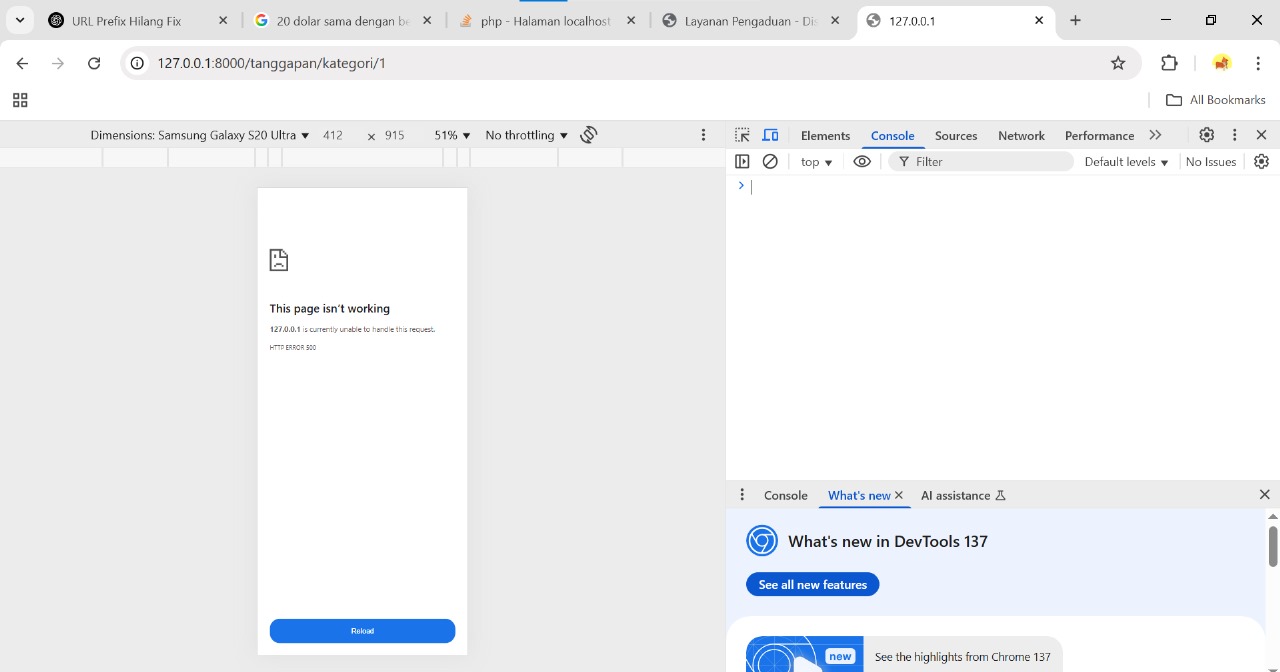 URL Prefix Hilang Fix
20 dolar sama dengan be
php - Halaman localhost
Layanan Pengaduan - Dis
127.0.0.1
127.0.0.1:8000/tanggapan/kategori/1
All Bookmarks
Dimensions: Samsung Galaxy S20 Ultra 412 × 915 51% No throttling
Elements Console Sources Network Performance
top Filter Default levels No Issues
This page isn't working
127.0.0.1 is currently unable to handle this request.
HTTP ERROR 500
Reload
Console What's new AI assistance
What's new in DevTools 137
See all new features
new
See the highlights from Chrome 137